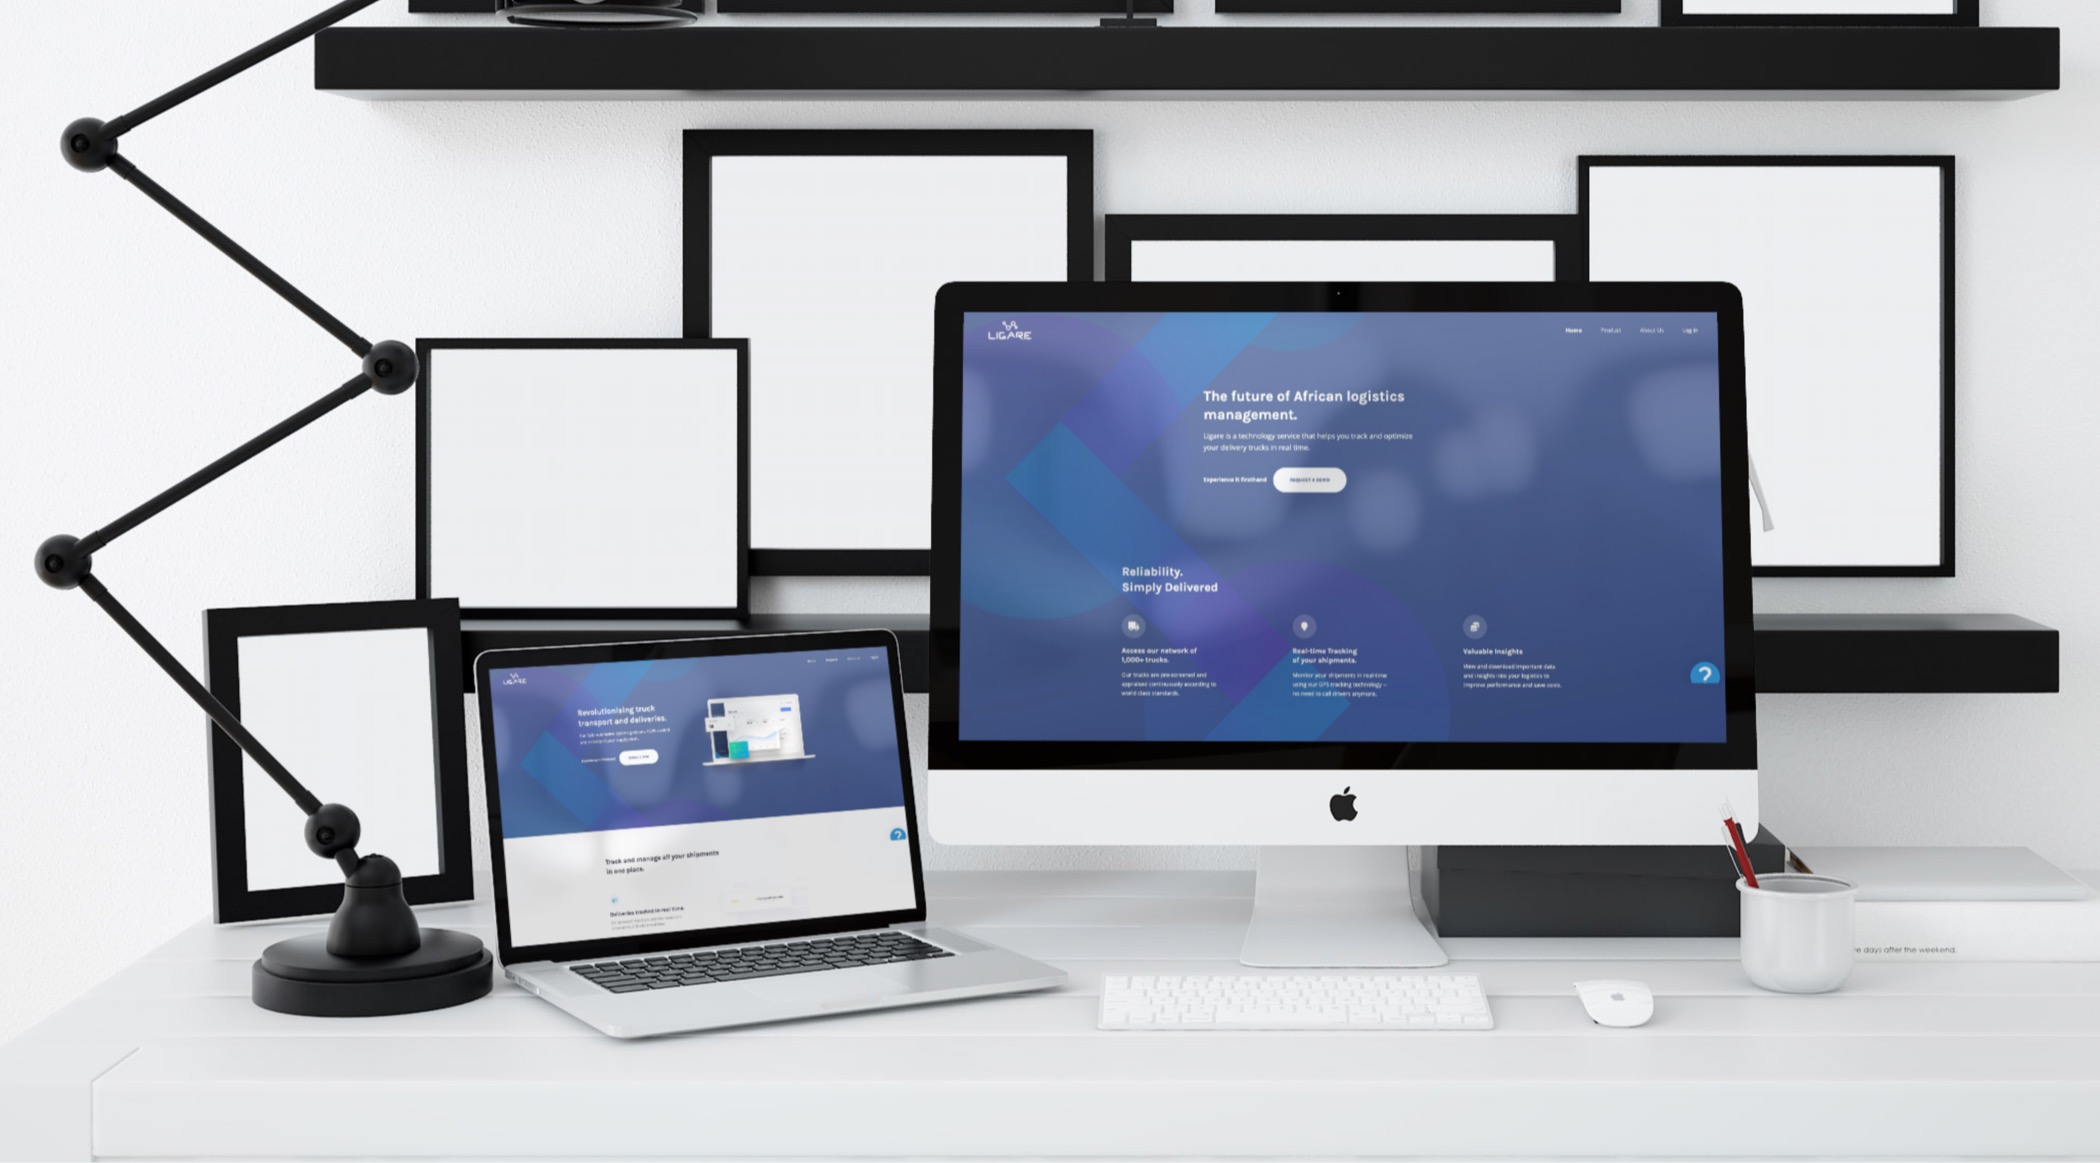 LIGARE
Home Product About Us Log In
The future of African logistics
management.
Ligare is a technology service that helps you track and optimize
your delivery trucks in real time.
Experience it firsthand REQUEST A DEMO
Reliability.
Simply Delivered
Access our network of
1,000+ trucks.
Our trucks are pre-screened and
appraised continuously according to
world class standards.
Real-time Tracking
of your shipments.
Monitor your shipments in real-time
using our GPS tracking technology –
no need to call drivers anymore.
Valuable Insights
View and download important data
and insights into your logistics to
improve performance and save costs.
?
LIGARE
Revolutionising truck
transport and deliveries.
?
Track and manage all your shipments
in one place.
Deliveries tracked in real time.
e days after the weekend.